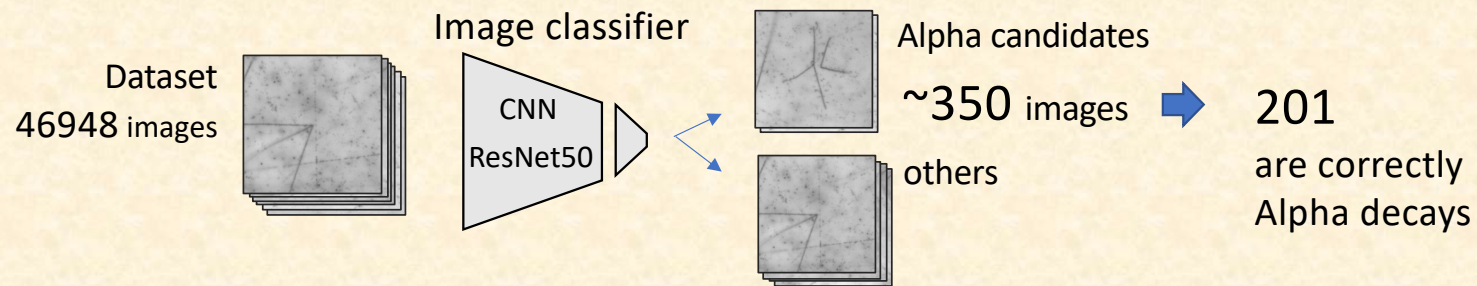 Image classifier
Dataset
46948 images
CNN
ResNet50
Alpha candidates
~350 images
others
201
are correctly
Alpha decays